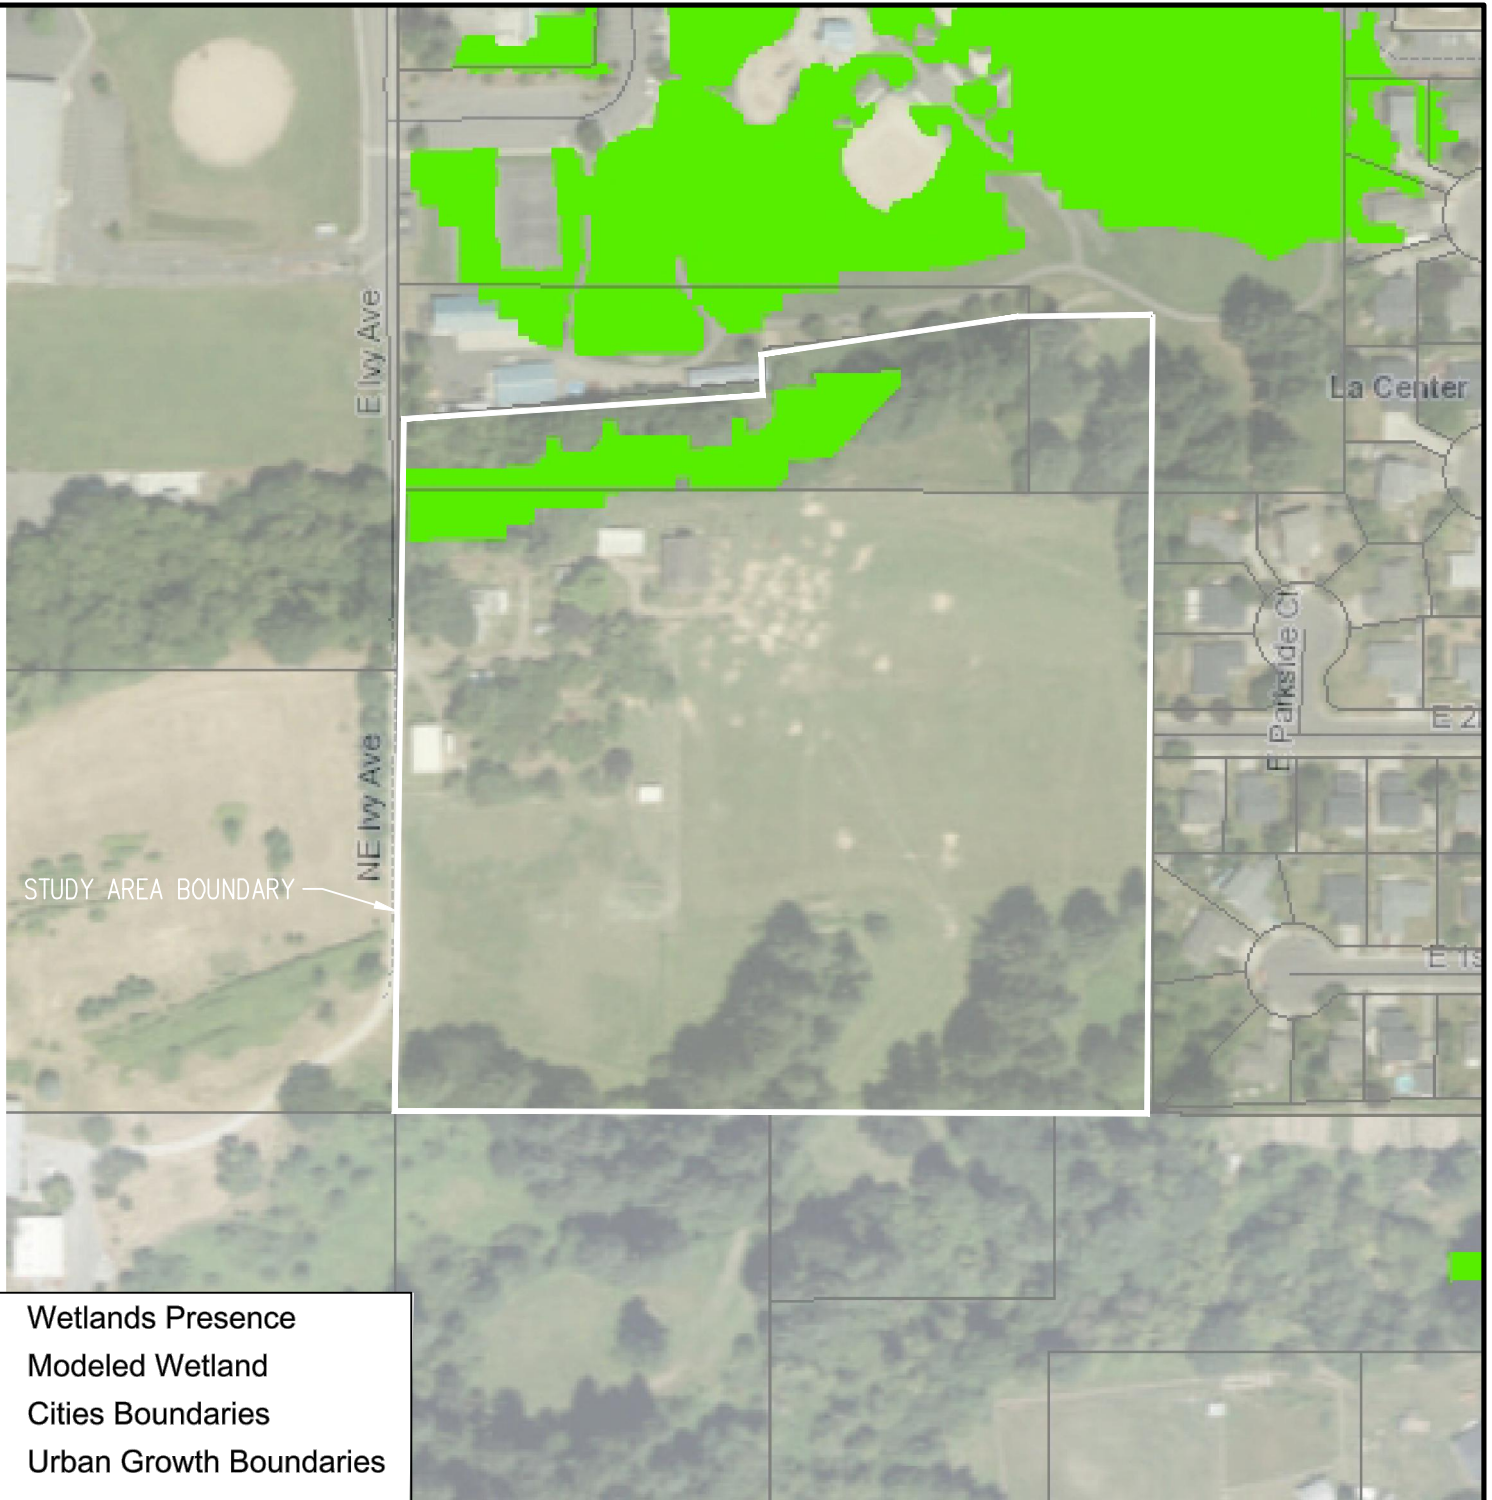 E Ivy Ave
La Center
E Parkside Ct
NE Ivy Ave
STUDY AREA BOUNDARY
Wetlands Presence
Modeled Wetland
Cities Boundaries
Urban Growth Boundaries